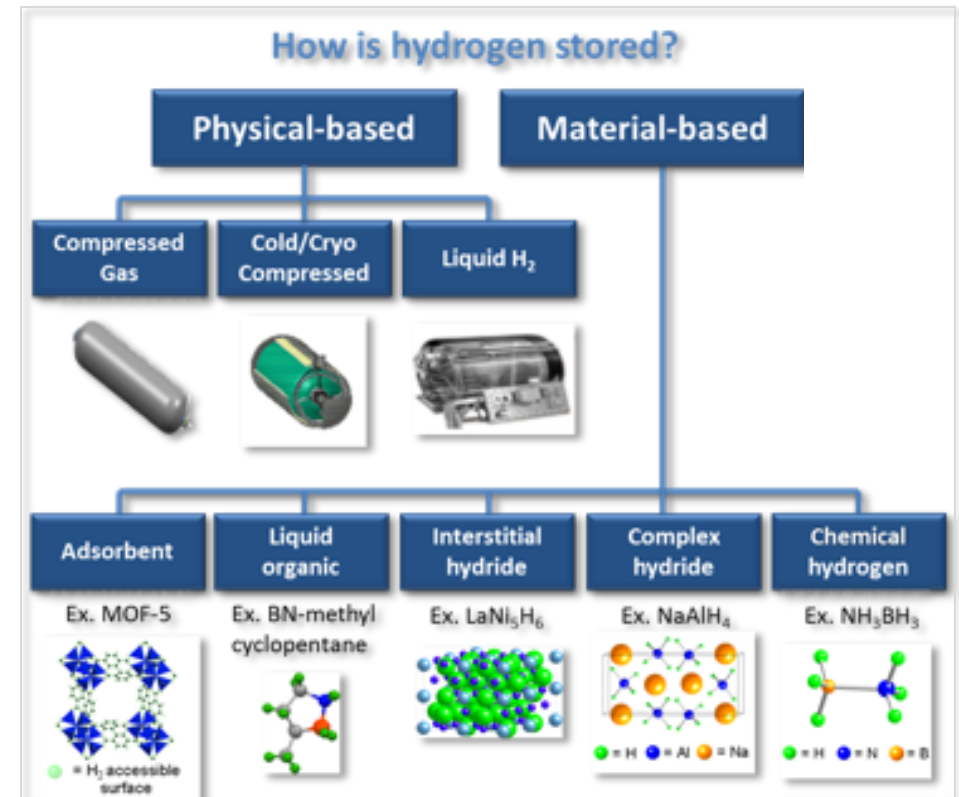 How is hydrogen stored?
Physical-based
Material-based
Compressed
Gas
Cold/Cryo
Compressed
Liquid H₂
Adsorbent
Liquid
organic
Interstitial
hydride
Complex
hydride
Chemical
hydrogen
Ex. MOF-5
Ex. BN-methyl
cyclopentane
Ex. LaNi₅H₆
Ex. NaAlH₄
Ex. NH₃BH₃
= H₂ accessible
surface
= H = Al = Na
= H = N = B